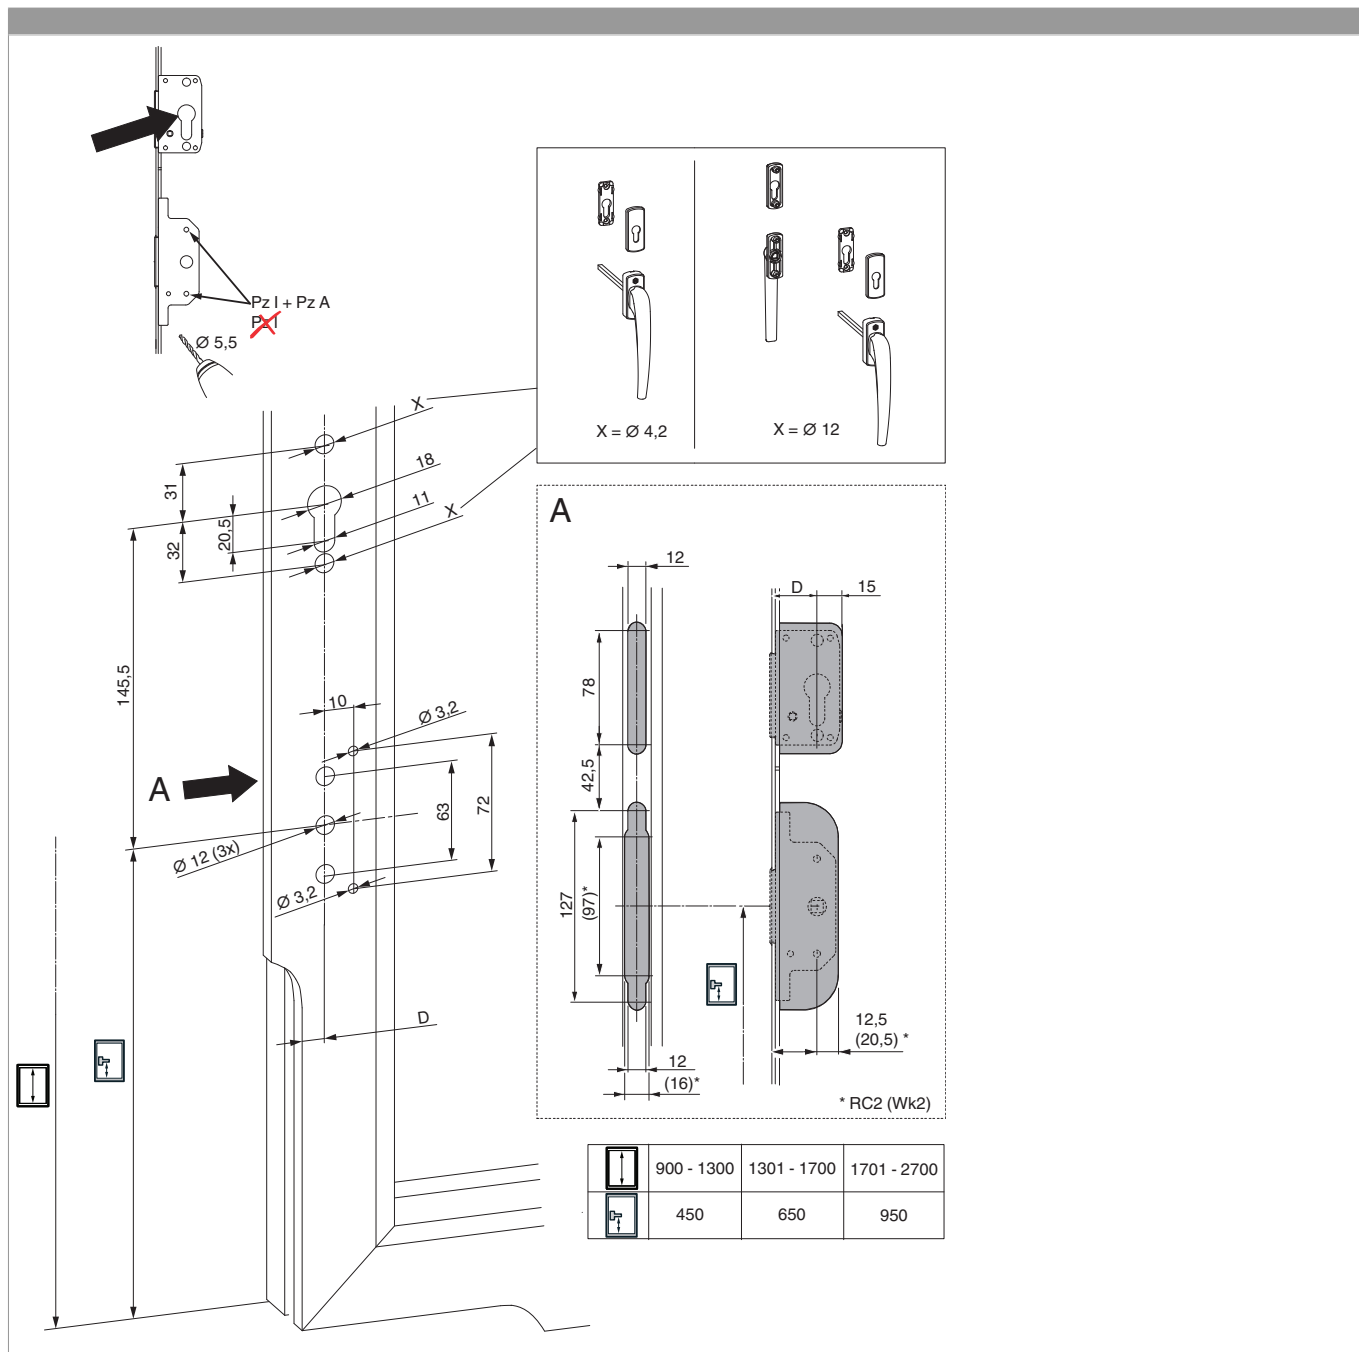 Pz I + Pz A
Pz I
Ø 5,5
X
18
11
X
31
20,5
32
145,5
10
Ø 3,2
A
63
72
Ø 12 (3x)
Ø 3,2
D
X = Ø 4,2
X = Ø 12
A
12
D
15
78
42,5
127
(97)*
12,5
(20,5) *
12
(16)*
* RC2 (Wk2)
900 - 1300 1301 - 1700 1701 - 2700
450 650 950